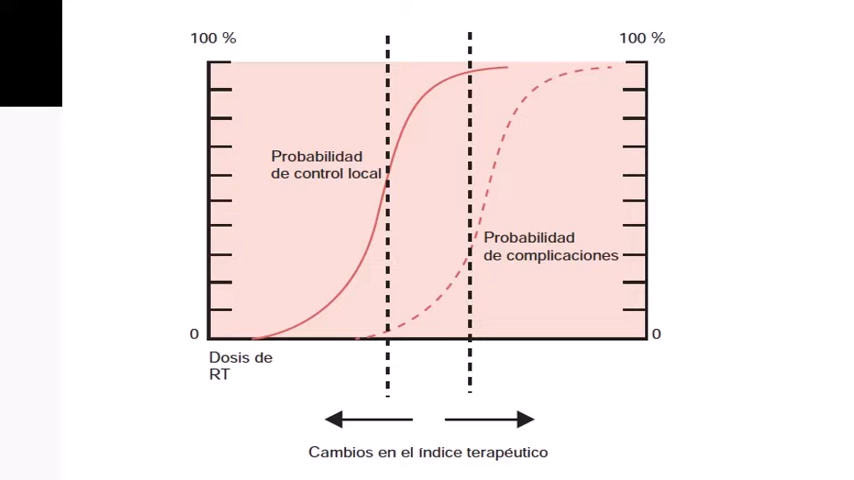 100 %
100 %
Probabilidad
de control local
Probabilidad
de complicaciones
0
0
Dosis de
RT
Cambios en el índice terapéutico